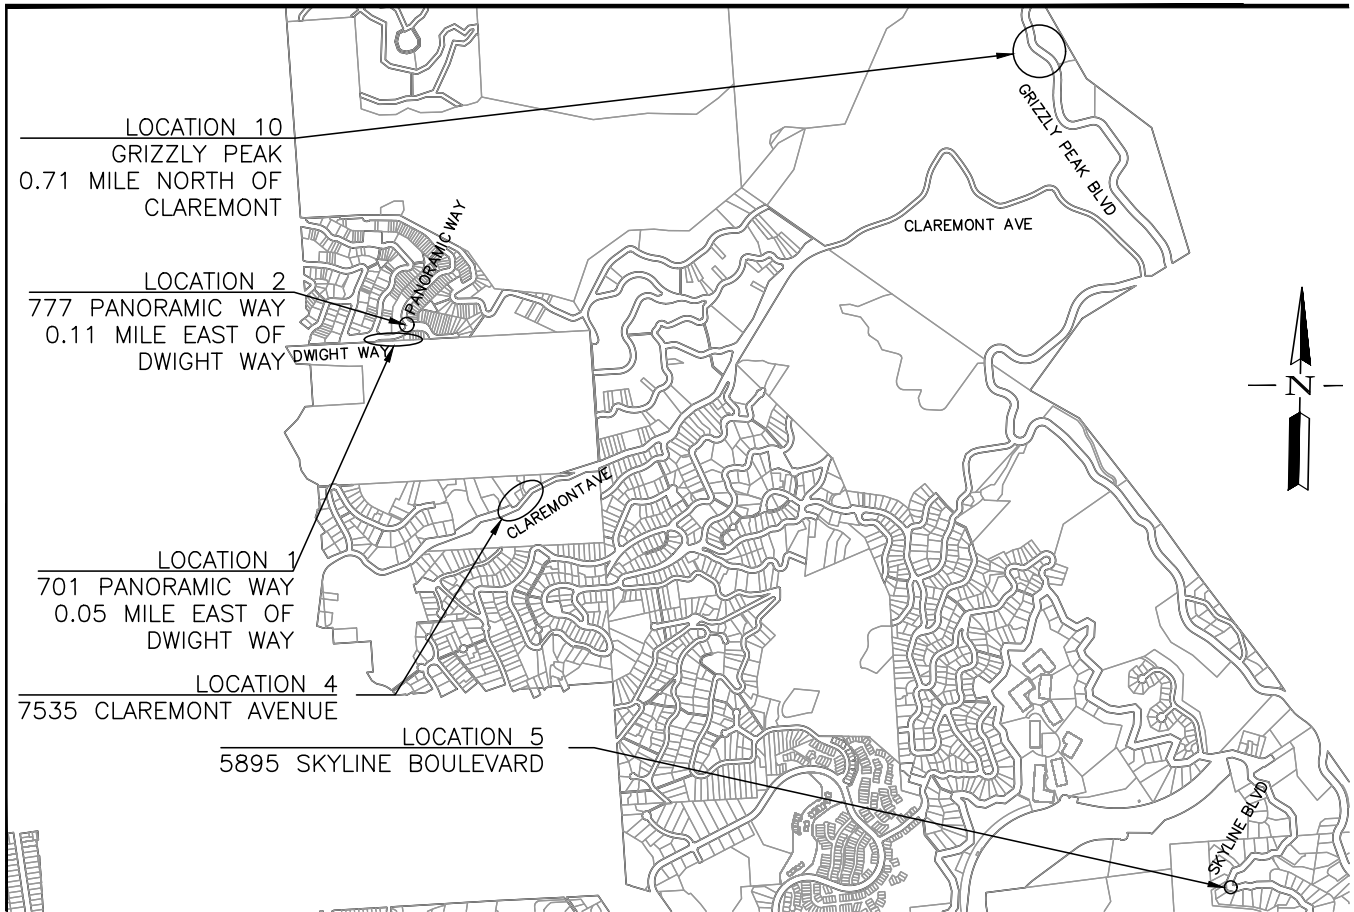 LOCATION 10
GRIZZLY PEAK
0.71 MILE NORTH OF
CLAREMONT
GRIZZLY PEAK BLVD
CLAREMONT AVE
PANORAMIC WAY
LOCATION 2
777 PANORAMIC WAY
0.11 MILE EAST OF
DWIGHT WAY
DWIGHT WAY
N
CLAREMONT AVE
LOCATION 1
701 PANORAMIC WAY
0.05 MILE EAST OF
DWIGHT WAY
LOCATION 4
7535 CLAREMONT AVENUE
LOCATION 5
5895 SKYLINE BOULEVARD
SKYLINE BLVD